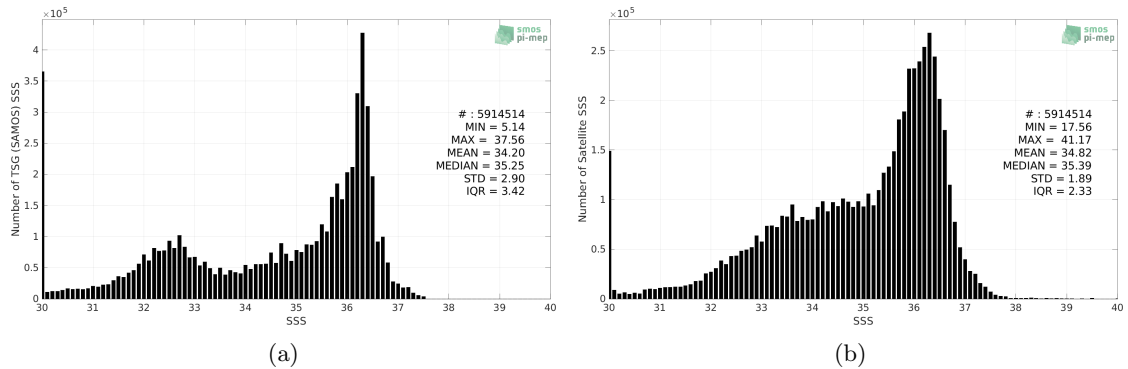 ×10⁵
4
3.5
3
2.5
2
1.5
1
0.5
0
30 31 32 33 34 35 36 37 38 39 40
SSS
Number of TSG (SAMOS) SSS
smos
pi-mep
# : 5914514
MIN = 5.14
MAX = 37.56
MEAN = 34.20
MEDIAN = 35.25
STD = 2.90
IQR = 3.42
(a)
×10⁵
2.5
2
1.5
1
0.5
0
30 31 32 33 34 35 36 37 38 39 40
SSS
Number of Satellite SSS
smos
pi-mep
# : 5914514
MIN = 17.56
MAX = 41.17
MEAN = 34.82
MEDIAN = 35.39
STD = 1.89
IQR = 2.33
(b)